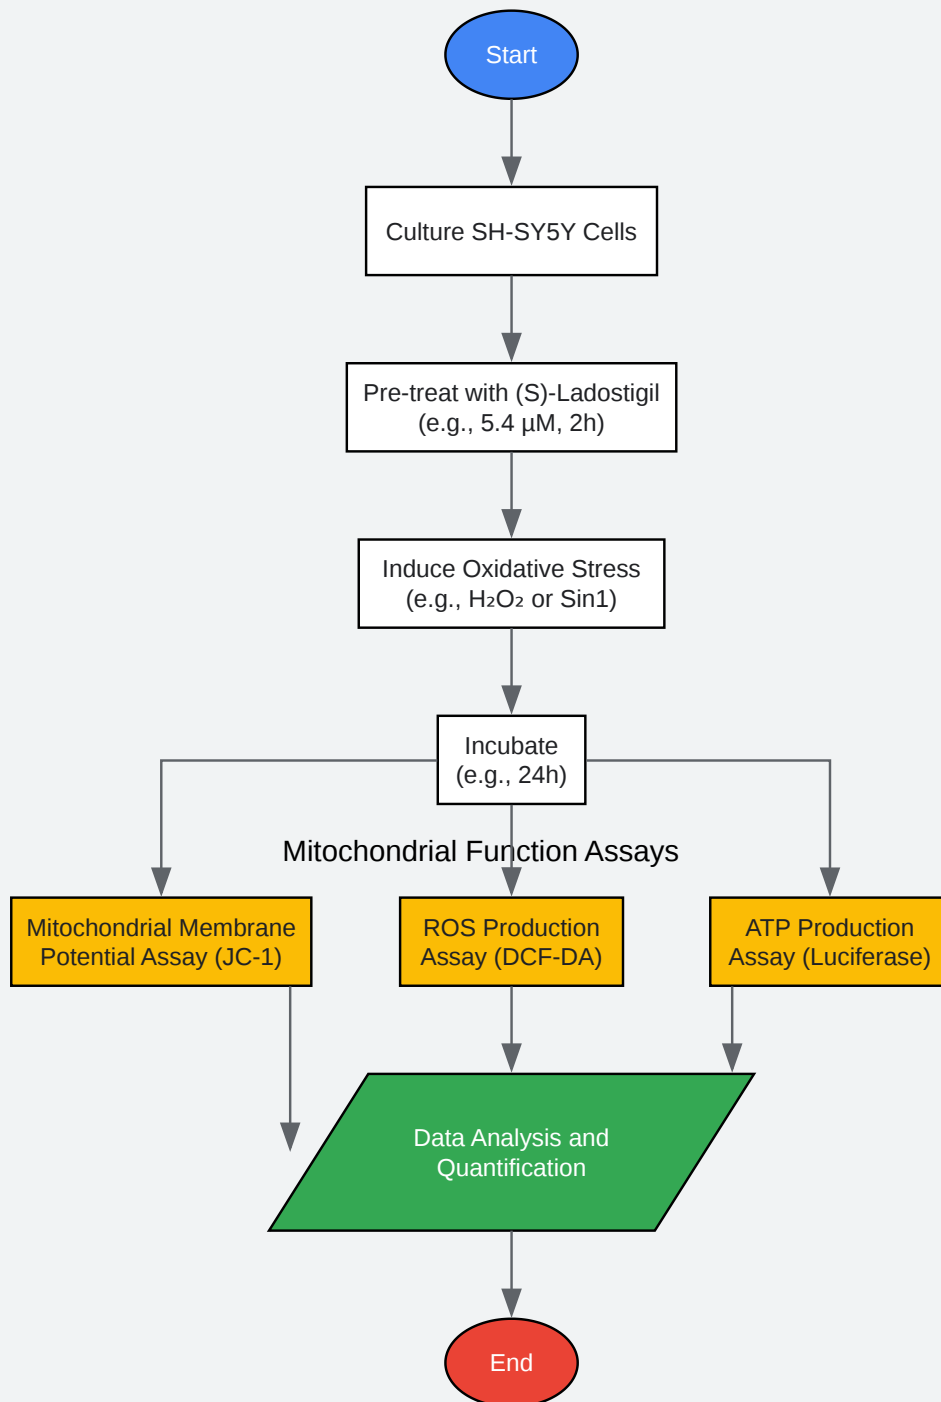 Start
Culture SH-SY5Y Cells
Pre-treat with (S)-Ladostigil
(e.g., 5.4 µM, 2h)
Induce Oxidative Stress
(e.g., H₂O₂ or Sin1)
Incubate
(e.g., 24h)
Mitochondrial Function Assays
Mitochondrial Membrane
Potential Assay (JC-1)
ROS Production
Assay (DCF-DA)
ATP Production
Assay (Luciferase)
Data Analysis and
Quantification
End